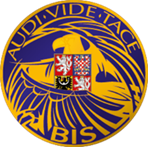 AUDI · VIDE · TACE
BIS